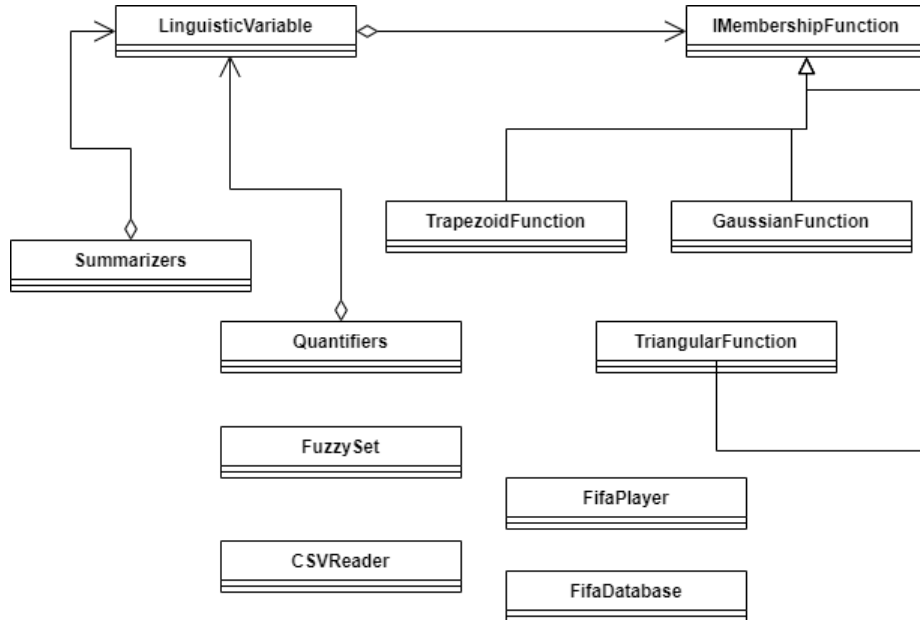 LinguisticVariable
IMembershipFunction
TrapezoidFunction
GaussianFunction
Summarizers
Quantifiers
TriangularFunction
FuzzySet
FifaPlayer
CSVReader
FifaDatabase